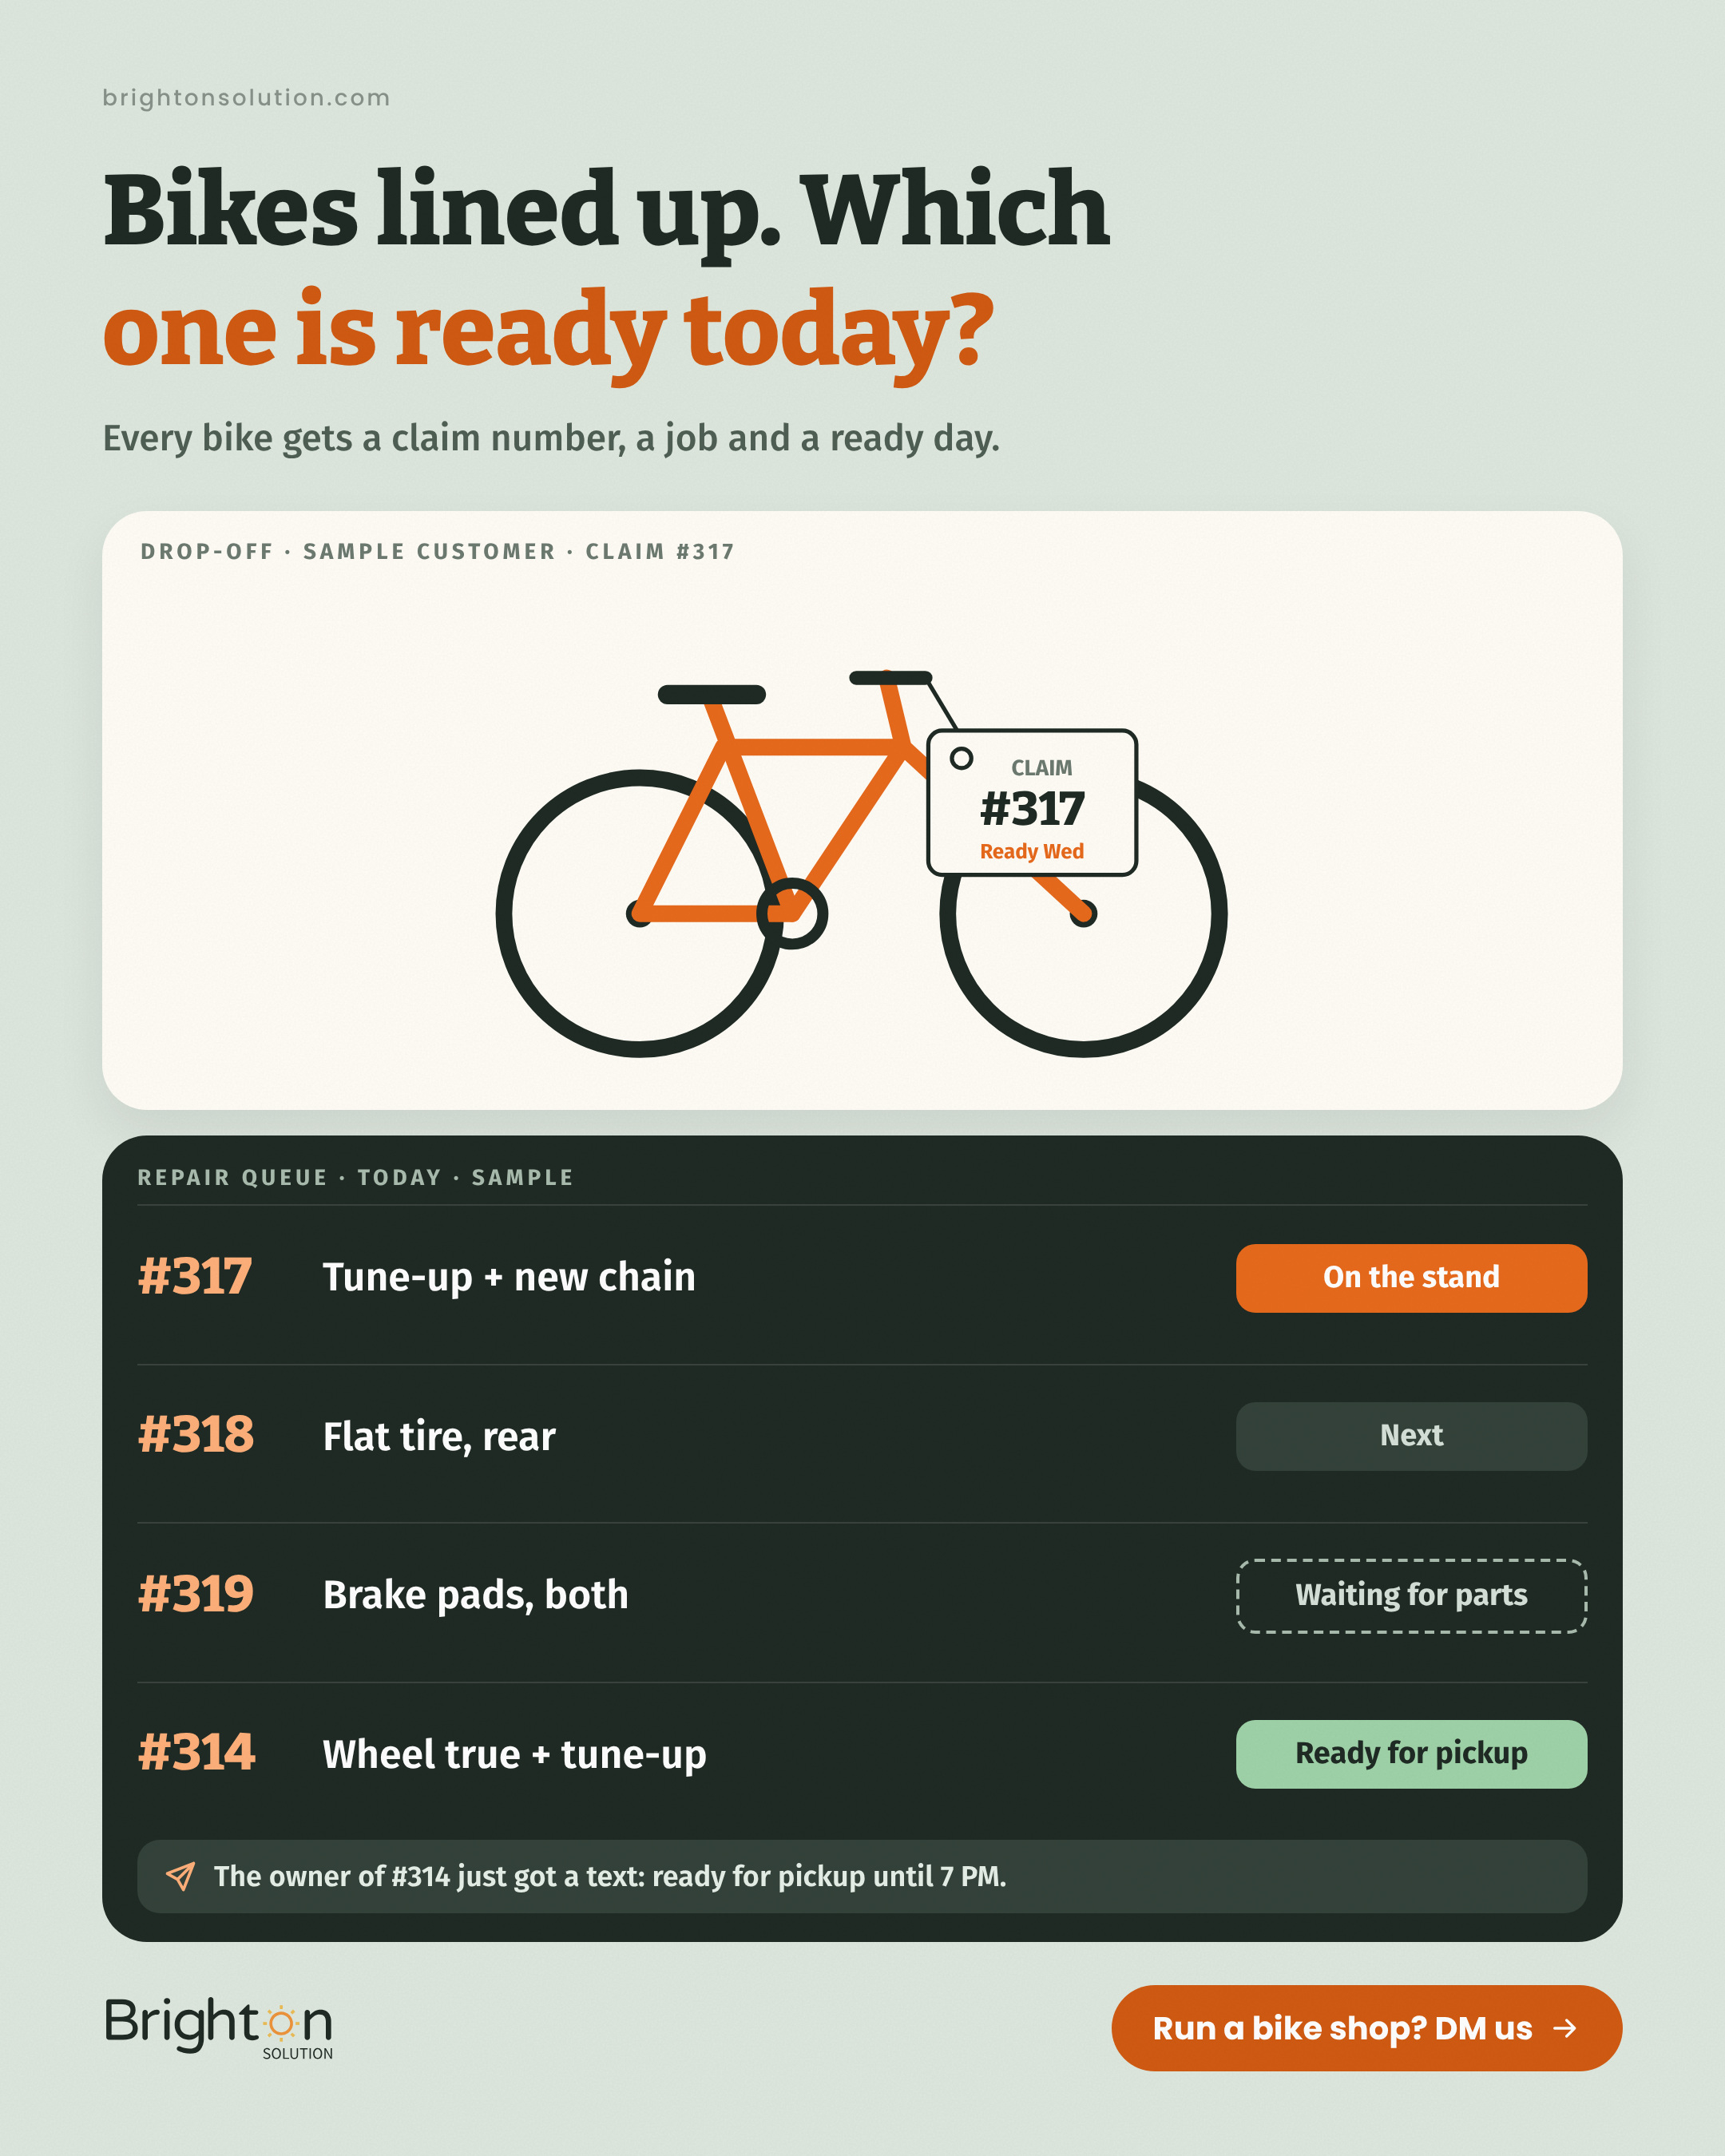 brightonsolution.com
Bikes lined up. Which
one is ready today?
Every bike gets a claim number, a job and a ready day.
DROP-OFF · SAMPLE CUSTOMER · CLAIM #317
CLAIM
#317
Ready Wed
REPAIR QUEUE · TODAY · SAMPLE
#317 Tune-up + new chain On the stand
#318 Flat tire, rear Next
#319 Brake pads, both Waiting for parts
#314 Wheel true + tune-up Ready for pickup
The owner of #314 just got a text: ready for pickup until 7 PM.
Brighton
SOLUTION
Run a bike shop? DM us →